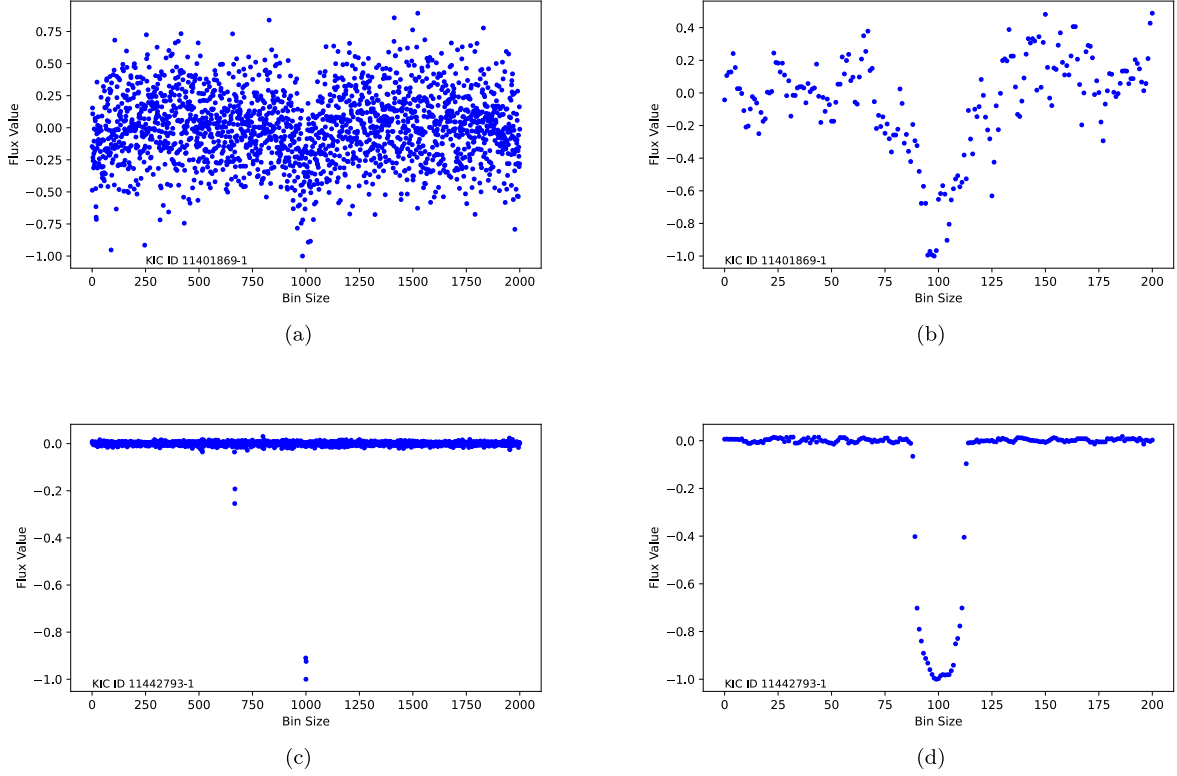 0.75
0.50
0.25
0.00
−0.25
−0.50
−0.75
−1.00
Flux Value
KIC ID 11401869-1
0 250 500 750 1000 1250 1500 1750 2000
Bin Size
(a)
0.4
0.2
0.0
−0.2
−0.4
−0.6
−0.8
−1.0
Flux Value
KIC ID 11401869-1
0 25 50 75 100 125 150 175 200
Bin Size
(b)
0.0
−0.2
−0.4
−0.6
−0.8
−1.0
Flux Value
KIC ID 11442793-1
0 250 500 750 1000 1250 1500 1750 2000
Bin Size
(c)
0.0
−0.2
−0.4
−0.6
−0.8
−1.0
Flux Value
KIC ID 11442793-1
0 25 50 75 100 125 150 175 200
Bin Size
(d)